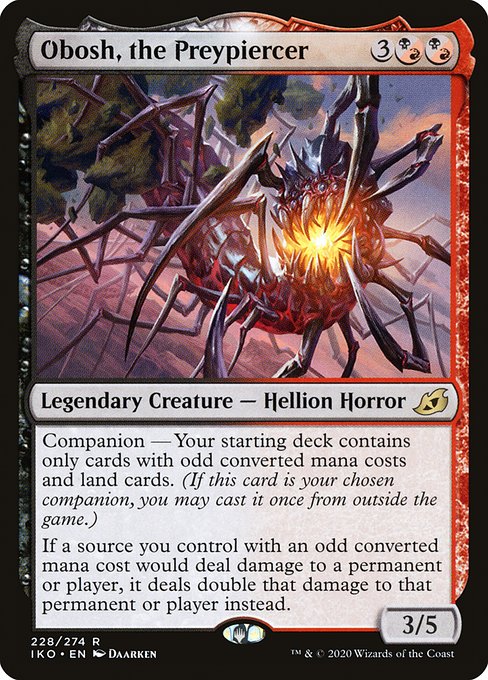 Obosh, the Preypiercer 3
Legendary Creature — Hellion Horror
Companion — Your starting deck contains
only cards with odd converted mana costs
and land cards. (If this card is your chosen
companion, you may cast it once from outside the
game.)
If a source you control with an odd converted
mana cost would deal damage to a permanent
or player, it deals double that damage to that
permanent or player instead.
3/5
228/274 R
IKO • EN Daarken
™ & © 2020 Wizards of the Coast